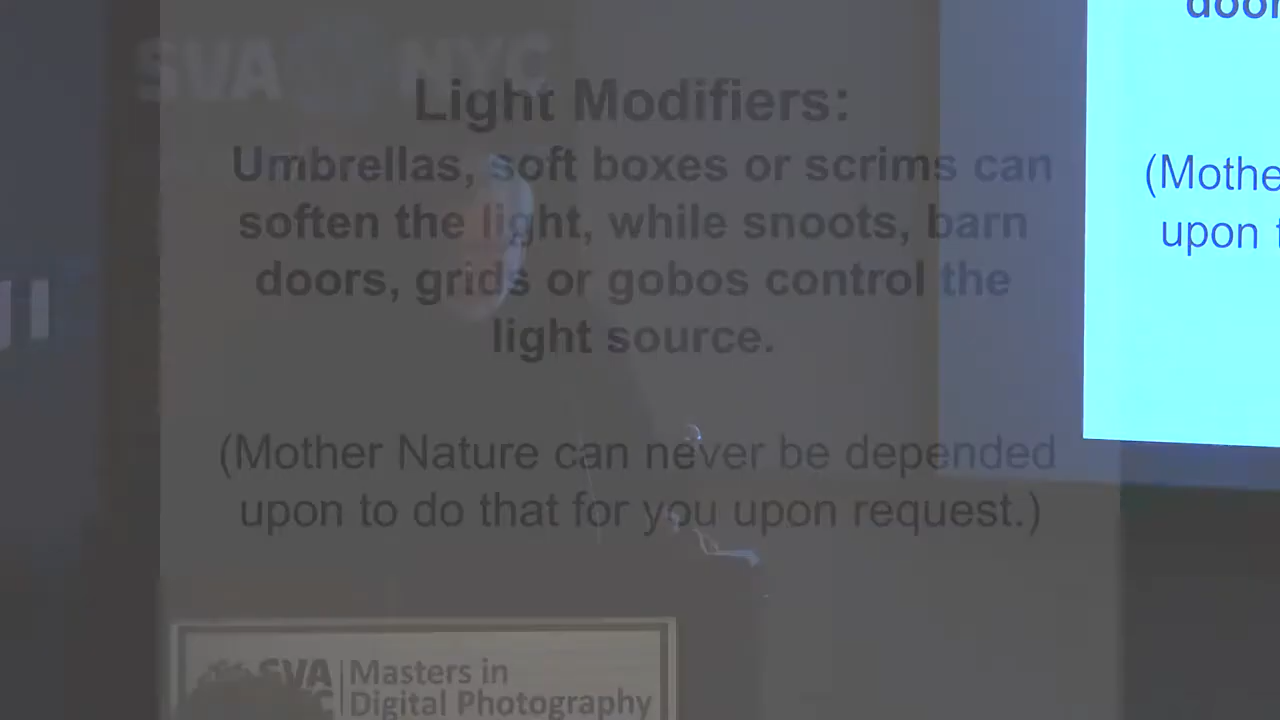 SVA NYC
Light Modifiers:
Umbrellas, soft boxes or scrims can
soften the light, while snoots, barn
doors, grids or gobos control the
light source.
(Mother Nature can never be depended
upon to do that for you upon request.)
(Mothe
upon
SVA
Masters in
Digital Photography